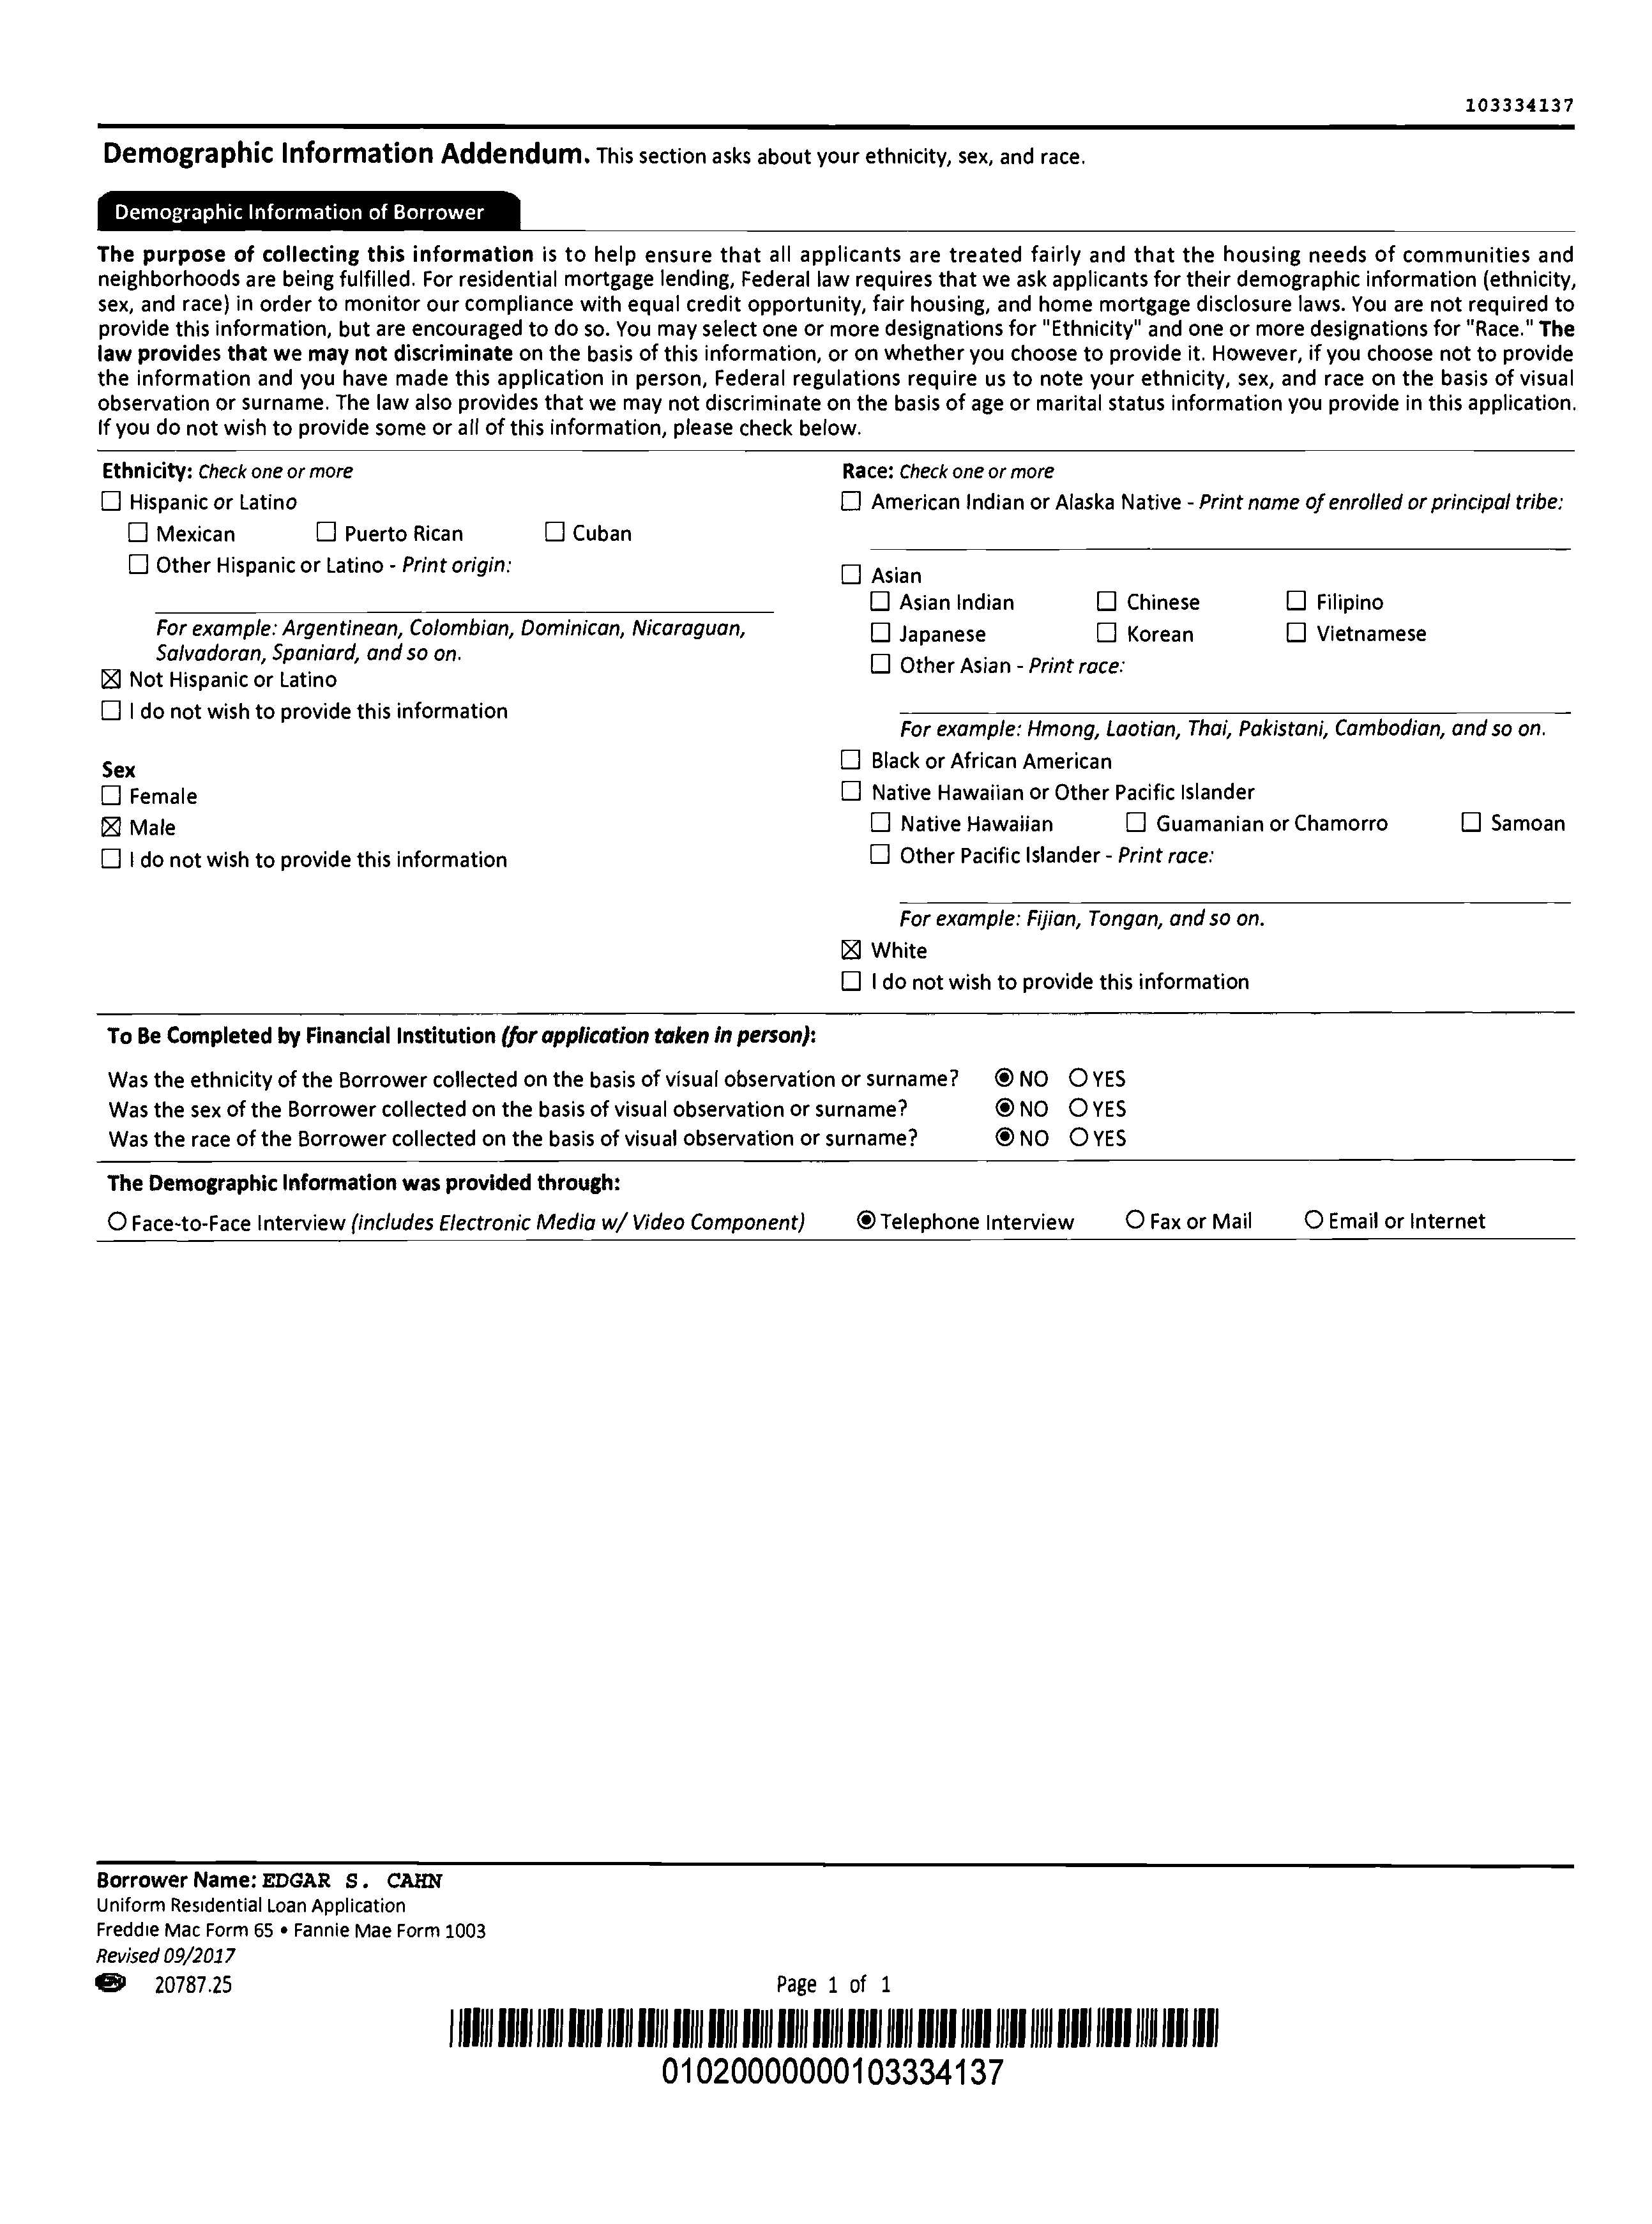 103334137
Demographic Information Addendum. This section asks about your ethnicity, sex, and race.
Demographic Information of Borrower
The purpose of collecting this information is to help ensure that all applicants are treated fairly and that the housing needs of communities and
neighborhoods are being fulfilled. For residential mortgage lending, Federal law requires that we ask applicants for their demographic information (ethnicity,
sex, and race) in order to monitor our compliance with equal credit opportunity, fair housing, and home mortgage disclosure laws. You are not required to
provide this information, but are encouraged to do so. You may select one or more designations for "Ethnicity" and one or more designations for "Race." The
law provides that we may not discriminate on the basis of this information, or on whether you choose to provide it. However, if you choose not to provide
the information and you have made this application in person, Federal regulations require us to note your ethnicity, sex, and race on the basis of visual
observation or surname. The law also provides that we may not discriminate on the basis of age or marital status information you provide in this application.
If you do not wish to provide some or all of this information, please check below.
Ethnicity: Check one or more
☐ Hispanic or Latino
☐ Mexican ☐ Puerto Rican ☐ Cuban
☐ Other Hispanic or Latino - Print origin:
For example: Argentinean, Colombian, Dominican, Nicaraguan,
Salvadoran, Spaniard, and so on.
☒ Not Hispanic or Latino
☐ I do not wish to provide this information
Sex
☐ Female
☒ Male
☐ I do not wish to provide this information
Race: Check one or more
☐ American Indian or Alaska Native - Print name of enrolled or principal tribe:
☐ Asian
☐ Asian Indian ☐ Chinese ☐ Filipino
☐ Japanese ☐ Korean ☐ Vietnamese
☐ Other Asian - Print race:
For example: Hmong, Laotian, Thai, Pakistani, Cambodian, and so on.
☐ Black or African American
☐ Native Hawaiian or Other Pacific Islander
☐ Native Hawaiian ☐ Guamanian or Chamorro ☐ Samoan
☐ Other Pacific Islander - Print race:
For example: Fijian, Tongan, and so on.
☒ White
☐ I do not wish to provide this information
To Be Completed by Financial Institution (for application taken in person):
Was the ethnicity of the Borrower collected on the basis of visual observation or surname? ◉ NO ○ YES
Was the sex of the Borrower collected on the basis of visual observation or surname? ◉ NO ○ YES
Was the race of the Borrower collected on the basis of visual observation or surname? ◉ NO ○ YES
The Demographic Information was provided through:
○ Face-to-Face Interview (includes Electronic Media w/ Video Component) ◉ Telephone Interview ○ Fax or Mail ○ Email or Internet
Borrower Name: EDGAR S. CAHN
Uniform Residential Loan Application
Freddie Mac Form 65 • Fannie Mae Form 1003
Revised 09/2017
20787.25 Page 1 of 1
01020000000103334137